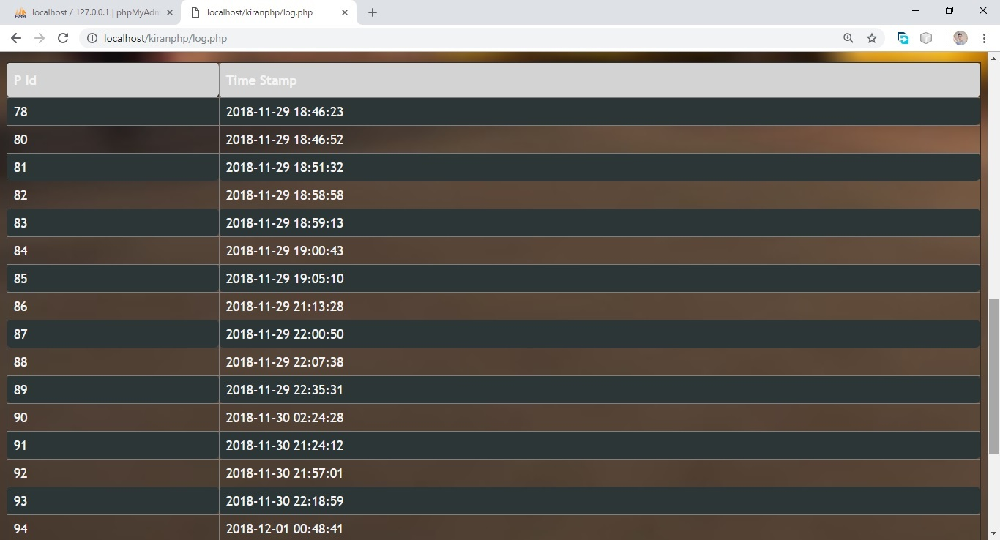 localhost / 127.0.0.1 | phpMyAdm
localhost/kiranphp/log.php
localhost/kiranphp/log.php
P Id Time Stamp
78 2018-11-29 18:46:23
80 2018-11-29 18:46:52
81 2018-11-29 18:51:32
82 2018-11-29 18:58:58
83 2018-11-29 18:59:13
84 2018-11-29 19:00:43
85 2018-11-29 19:05:10
86 2018-11-29 21:13:28
87 2018-11-29 22:00:50
88 2018-11-29 22:07:38
89 2018-11-29 22:35:31
90 2018-11-30 02:24:28
91 2018-11-30 21:24:12
92 2018-11-30 21:57:01
93 2018-11-30 22:18:59
94 2018-12-01 00:48:41